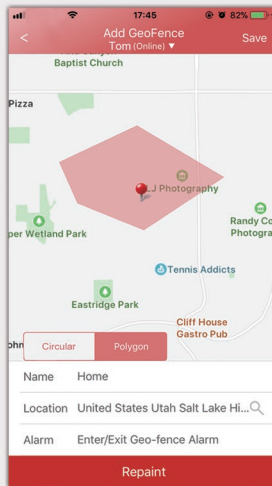 17:45
82%
<
Add GeoFence
Save
Tom (Online) ▼
Baptist Church
Pizza
J Photography
per Wetland Park
Randy Co
Photogra
Tennis Addicts
Eastridge Park
Cliff House
Gastro Pub
ohn
Circular
Polygon
Name
Home
Location
United States Utah Salt Lake Hi...
Alarm
Enter/Exit Geo-fence Alarm
Repaint